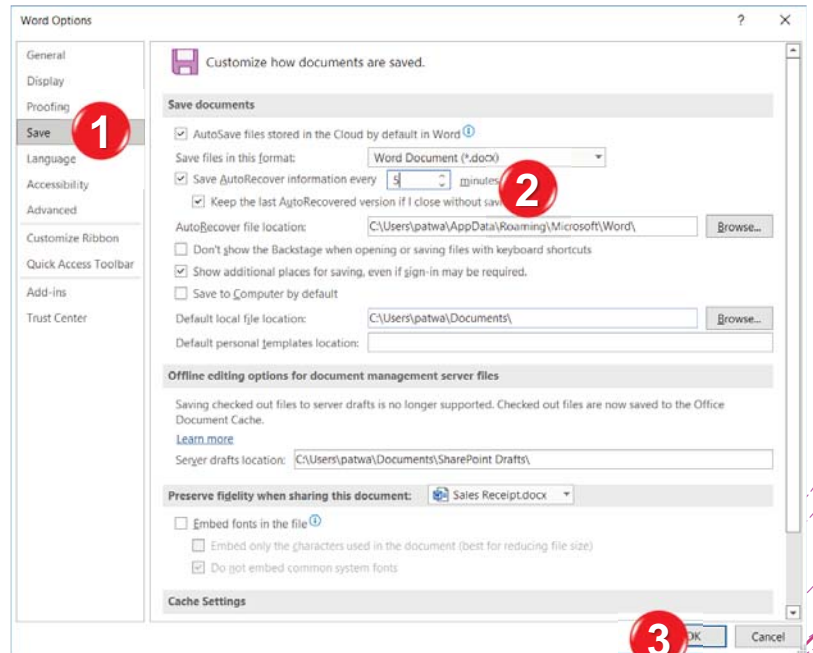 Word Options
?
General
Display
Proofing
Save
Language
Accessibility
Advanced
Customize Ribbon
Quick Access Toolbar
Add-ins
Trust Center
1
Customize how documents are saved.
Save documents
AutoSave files stored in the Cloud by default in Word
Save files in this format: Word Document (*.docx)
Save AutoRecover information every 5 minutes
2
Keep the last AutoRecovered version if I close without
AutoRecover file location: C:\Users\patwa\AppData\Roaming\Microsoft\Word\ Browse...
Don't show the Backstage when opening or saving files with keyboard shortcuts
Show additional places for saving, even if sign-in may be required.
Save to Computer by default
Default local file location: C:\Users\patwa\Documents\ Browse...
Default personal templates location:
Offline editing options for document management server files
Saving checked out files to server drafts is no longer supported. Checked out files are now saved to the Office
Document Cache.
Learn more
Server drafts location: C:\Users\patwa\Documents\SharePoint Drafts\
Preserve fidelity when sharing this document: Sales Receipt.docx
Embed fonts in the file
Embed only the characters used in the document (best for reducing file size)
Do not embed common system fonts
Cache Settings
3
OK Cancel